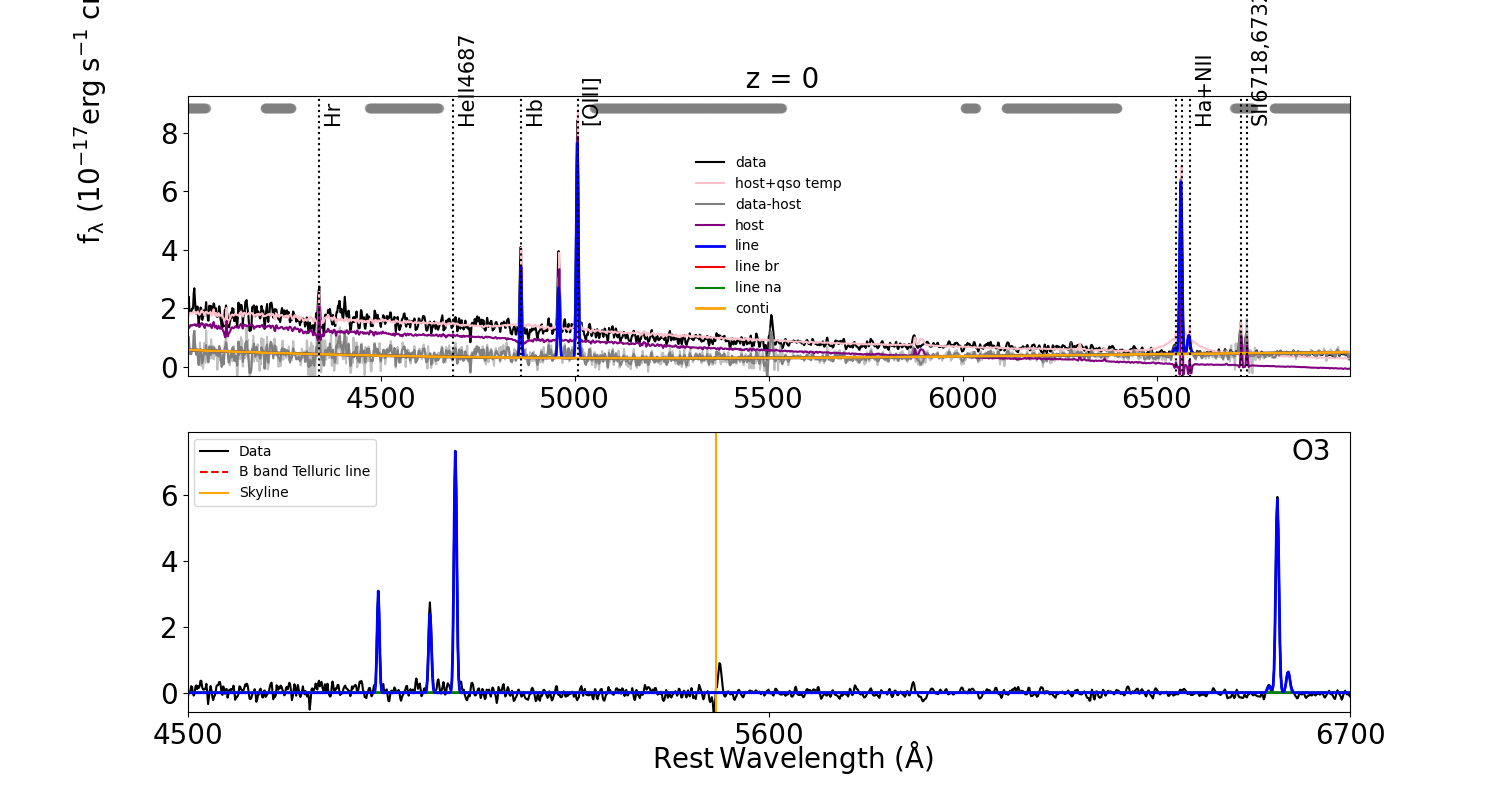 z = 0
f_λ (10^−17 erg s^−1
Hr
HeII4687
Hb
[OIII]
Ha+NII
SII6718,673
8
6
4
2
0
data
host+qso temp
data-host
host
line
line br
line na
conti
4500 5000 5500 6000 6500
Data
B band Telluric line
Skyline
O3
6
4
2
0
4500 5600 6700
Rest Wavelength (Å)